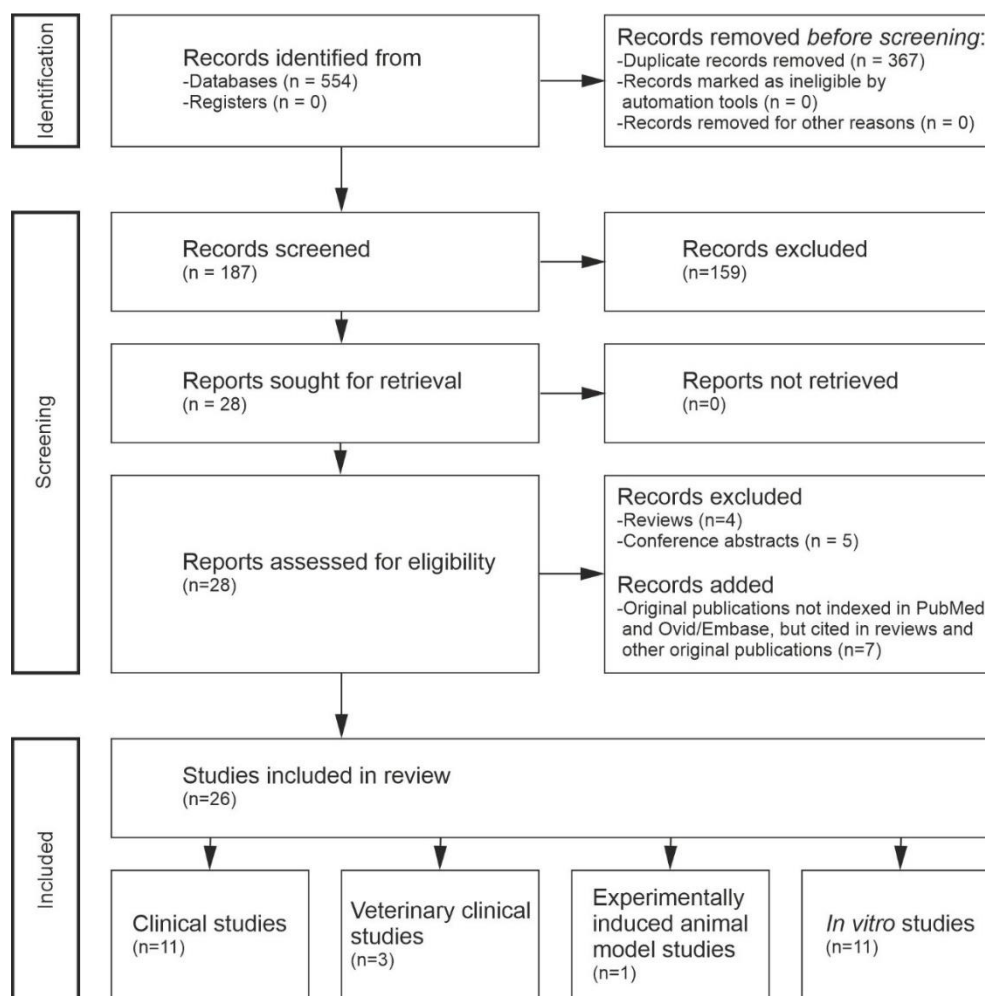 Identification
Records identified from
-Databases (n = 554)
-Registers (n = 0)
Records removed before screening:
-Duplicate records removed (n = 367)
-Records marked as ineligible by
automation tools (n = 0)
-Records removed for other reasons (n = 0)
Screening
Records screened
(n = 187)
Records excluded
(n=159)
Reports sought for retrieval
(n = 28)
Reports not retrieved
(n=0)
Reports assessed for eligibility
(n=28)
Records excluded
-Reviews (n=4)
-Conference abstracts (n = 5)
Records added
-Original publications not indexed in PubMed
and Ovid/Embase, but cited in reviews and
other original publications (n=7)
Included
Studies included in review
(n=26)
Clinical studies
(n=11)
Veterinary clinical
studies
(n=3)
Experimentally
induced animal
model studies
(n=1)
In vitro studies
(n=11)